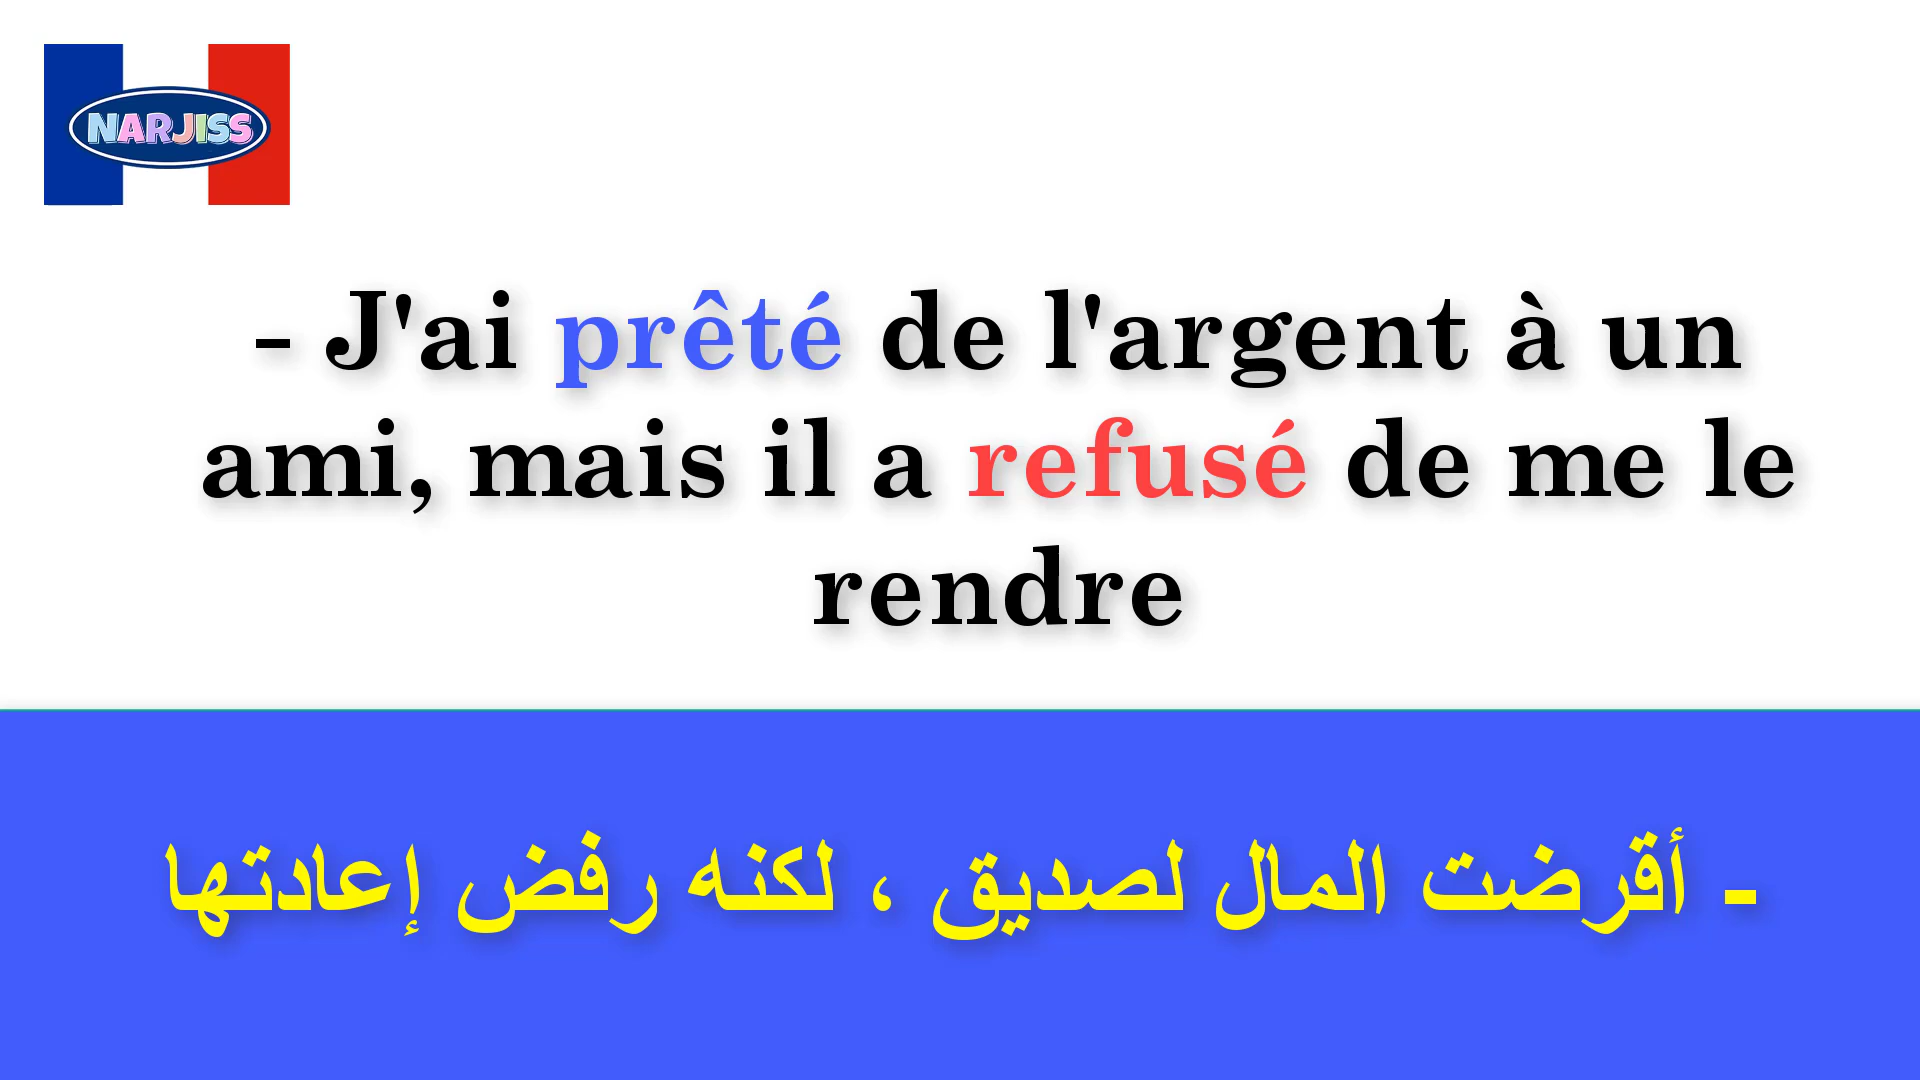 NARJISS
- J'ai prêté de l'argent à un
ami, mais il a refusé de me le
rendre
- أقرضت المال لصديق ، لكنه رفض إعادتها